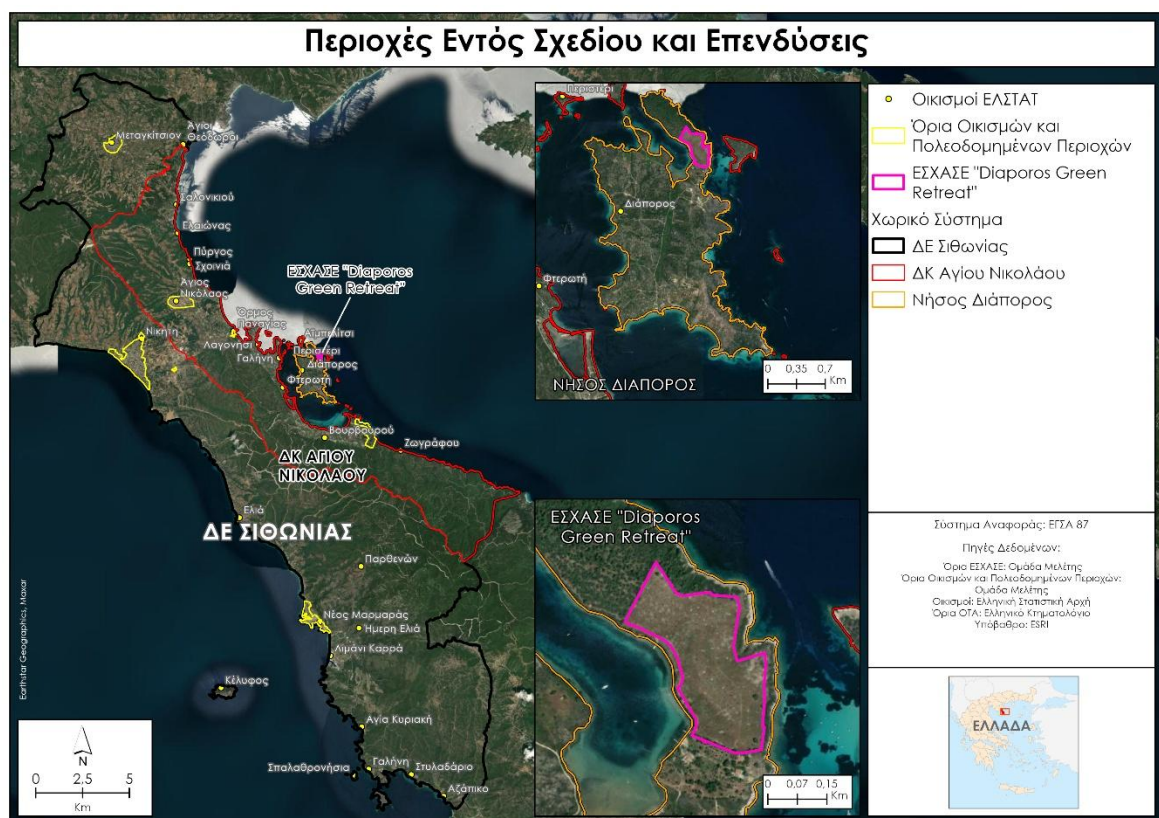 Περιοχές Εντός Σχεδίου και Επενδύσεις
Μεταγκίτσιον
Άγιοι
Θεόδωροι
Σαλονικιού
Ελαιώνας
Πύργος
Σχοινιά
Άγιος
Νικόλαος
ΕΣΧΑΣΕ "Diaporos
Green Retreat"
Όρμος
Παναγίας
Αϊμπελίτσι
Νικήτη
Λαγονήσι
Περιστέρι
Γαλήνη
Διάπορος
Φτερωτή
Βουρβουρού
Ζωγράφου
ΔΚ ΑΓΙΟΥ
ΝΙΚΟΛΑΟΥ
Ελιά
ΔΕ ΣΙΘΩΝΙΑΣ
Παρθενών
Νέος Μαρμαράς
Ήμερη Ελιά
Λιμάνι Καρρά
Κέλυφος
Αγία Κυριακή
Σπαλαθρονήσια
Γαλήνη
Στυλαδάριο
Αζάπικο
Earthstar Geographics, Maxar
N
0 2,5 5
Km
Περιστέρι
Διάπορος
Φτερωτή
ΝΗΣΟΣ ΔΙΑΠΟΡΟΣ
0 0,35 0,7
Km
ΕΣΧΑΣΕ "Diaporos
Green Retreat"
0 0,07 0,15
Km
Οικισμοί ΕΛΣΤΑΤ
Όρια Οικισμών και
Πολεοδομημένων Περιοχών
ΕΣΧΑΣΕ "Diaporos Green
Retreat"
Χωρικό Σύστημα
ΔΕ Σιθωνίας
ΔΚ Αγίου Νικολάου
Νήσος Διάπορος
Σύστημα Αναφοράς: ΕΓΣΑ 87
Πηγές Δεδομένων:
Όριο ΕΣΧΑΣΕ: Ομάδα Μελέτης
Όρια Οικισμών και Πολεοδομημένων Περιοχών:
Ομάδα Μελέτης
Οικισμοί: Ελληνική Στατιστική Αρχή
Όρια ΟΤΑ: Ελληνικό Κτηματολόγιο
Υπόβαθρο: ESRI
ΕΛΛΑΔΑ